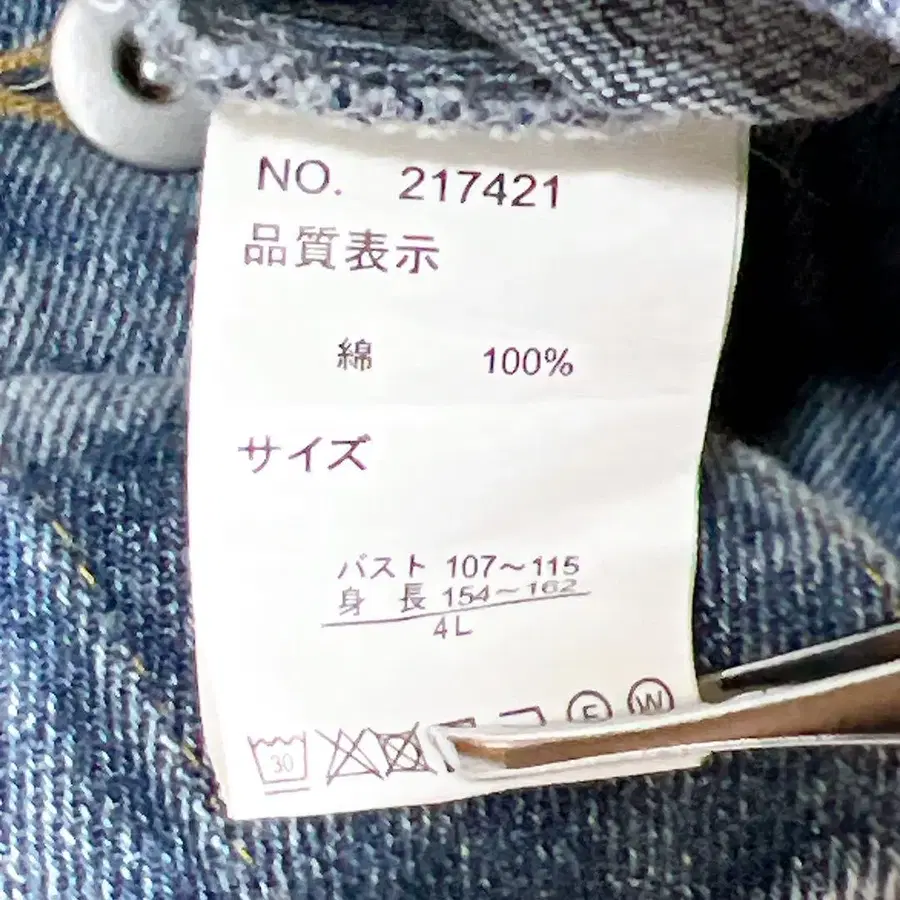 NO. 217421
品質表示
綿 100%
サイズ
バスト 107～115
身 長 154～162
4L
30 F W